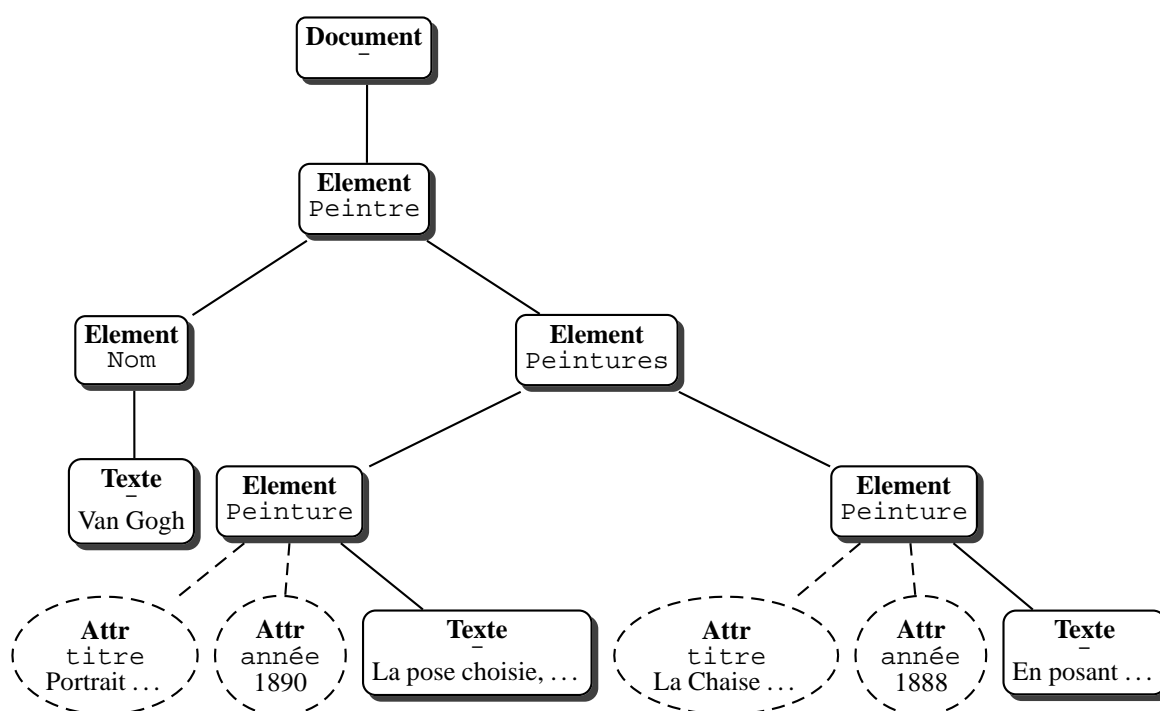 Document
–
Element
Peintre
Element
Nom
Element
Peintures
Texte
–
Van Gogh
Element
Peinture
Element
Peinture
Attr
titre
Portrait ...
Attr
année
1890
Texte
–
La pose choisie, ...
Attr
titre
La Chaise ...
Attr
année
1888
Texte
–
En posant ...